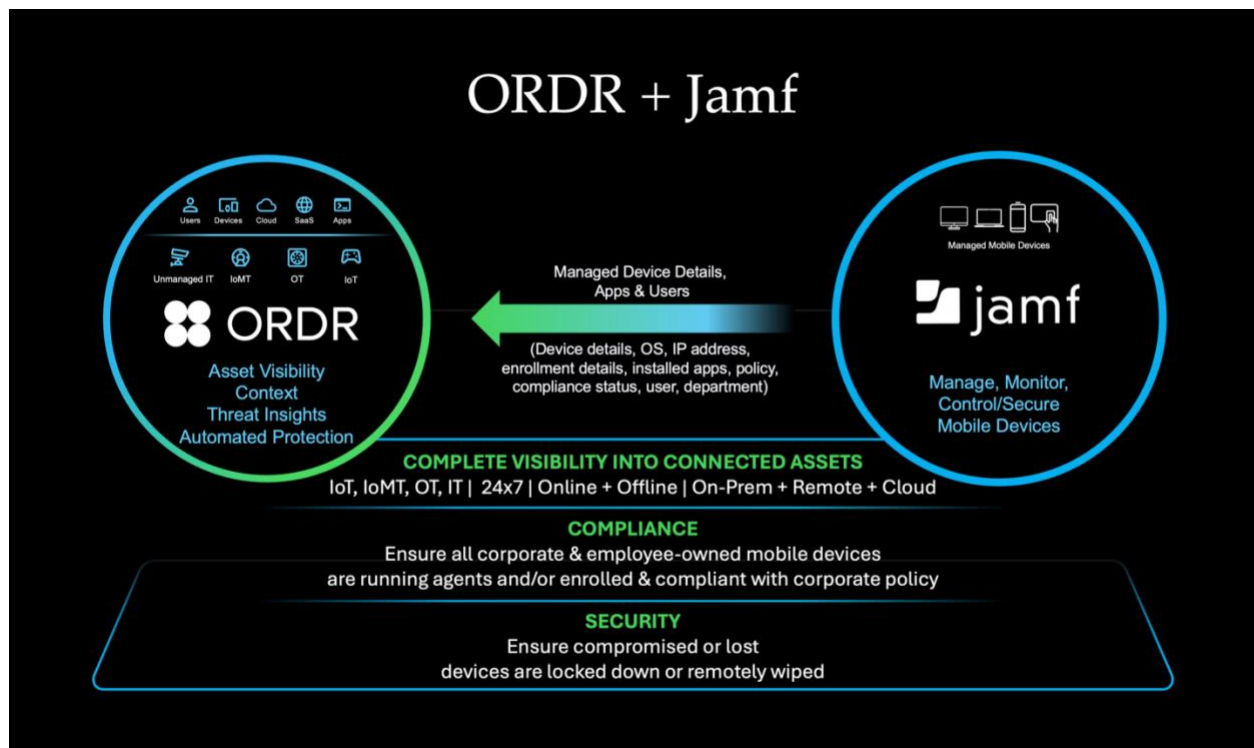 ORDR + Jamf
Users Devices Cloud SaaS Apps
Unmanaged IT IoMT OT IoT
ORDR
Asset Visibility
Context
Threat Insights
Automated Protection
Managed Device Details,
Apps & Users
(Device details, OS, IP address,
enrollment details, installed apps, policy,
compliance status, user, department)
Managed Mobile Devices
jamf
Manage, Monitor,
Control/Secure
Mobile Devices
COMPLETE VISIBILITY INTO CONNECTED ASSETS
IoT, IoMT, OT, IT | 24x7 | Online + Offline | On-Prem + Remote + Cloud
COMPLIANCE
Ensure all corporate & employee-owned mobile devices
are running agents and/or enrolled & compliant with corporate policy
SECURITY
Ensure compromised or lost
devices are locked down or remotely wiped